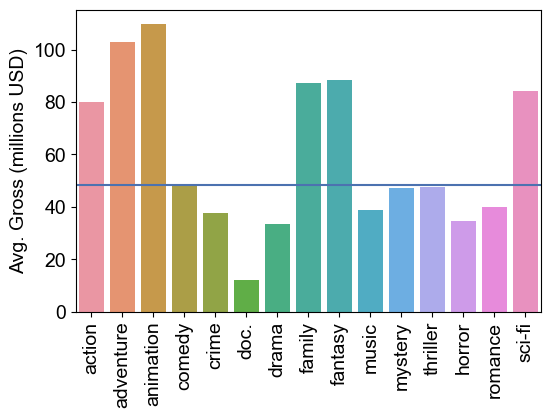 Avg. Gross (millions USD)
100
80
60
40
20
0
action
adventure
animation
comedy
crime
doc.
drama
family
fantasy
music
mystery
thriller
horror
romance
sci-fi